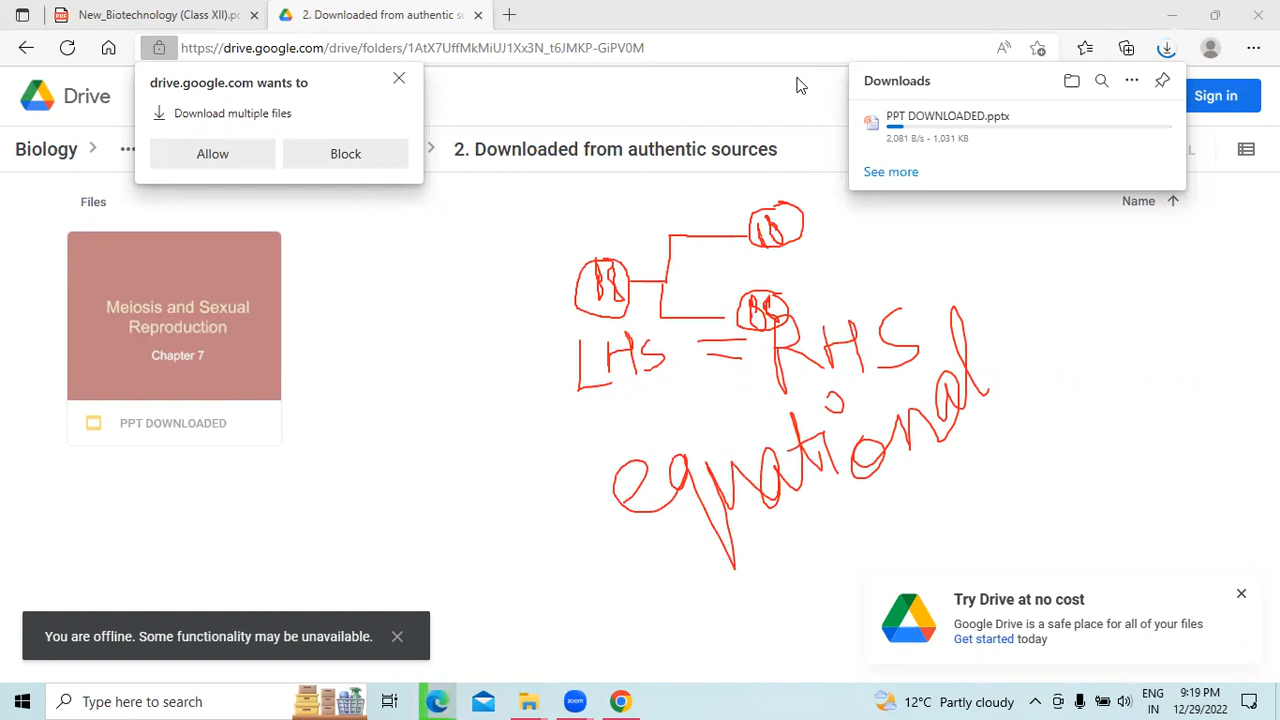 New_Biotechnology (Class XII).pc
2. Downloaded from authentic so
https://drive.google.com/drive/folders/1AtX7UffMkMiUJ1Xx3N_t6JMKP-GiPV0M
drive.google.com wants to
Download multiple files
Allow
Block
Downloads
PPT DOWNLOADED.pptx
2,081 B/s - 1,031 KB
See more
Drive
Sign in
Biology
2. Downloaded from authentic sources
Files
Name
Meiosis and Sexual
Reproduction
Chapter 7
PPT DOWNLOADED
LHS = RHS
equational
You are offline. Some functionality may be unavailable.
Try Drive at no cost
Google Drive is a safe place for all of your files
Get started today
Type here to search
zoom
12°C Partly cloudy
ENG
IN
9:19 PM
12/29/2022